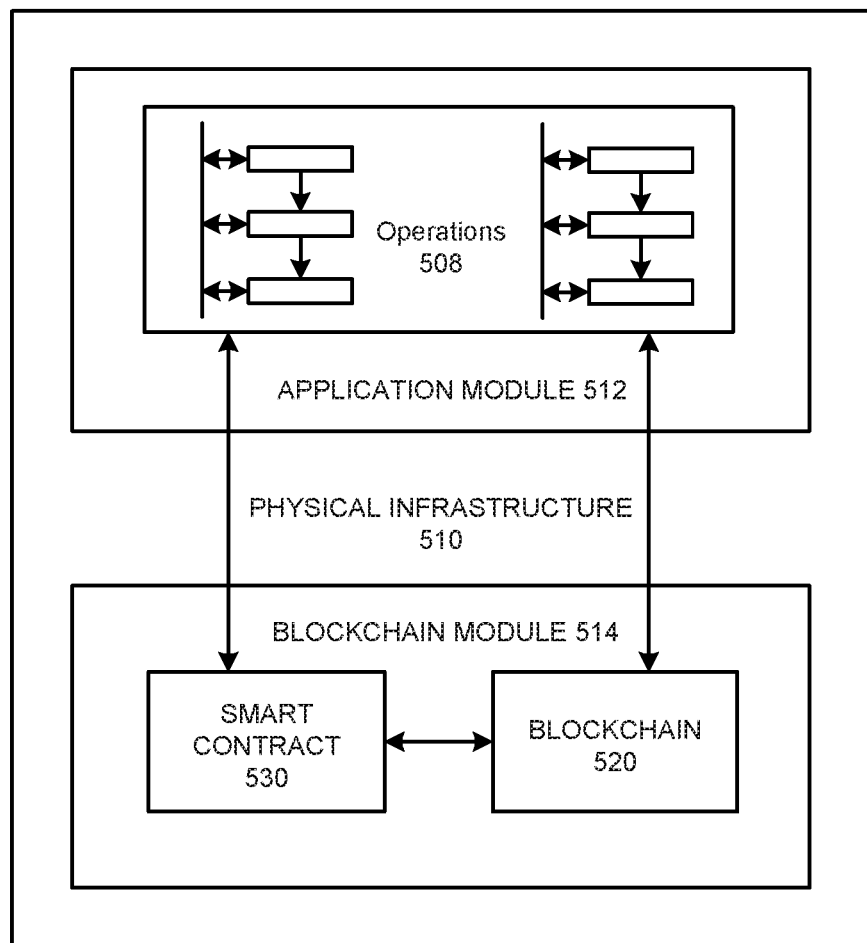 Operations
508
APPLICATION MODULE 512
PHYSICAL INFRASTRUCTURE
510
BLOCKCHAIN MODULE 514
SMART
CONTRACT
530
BLOCKCHAIN
520